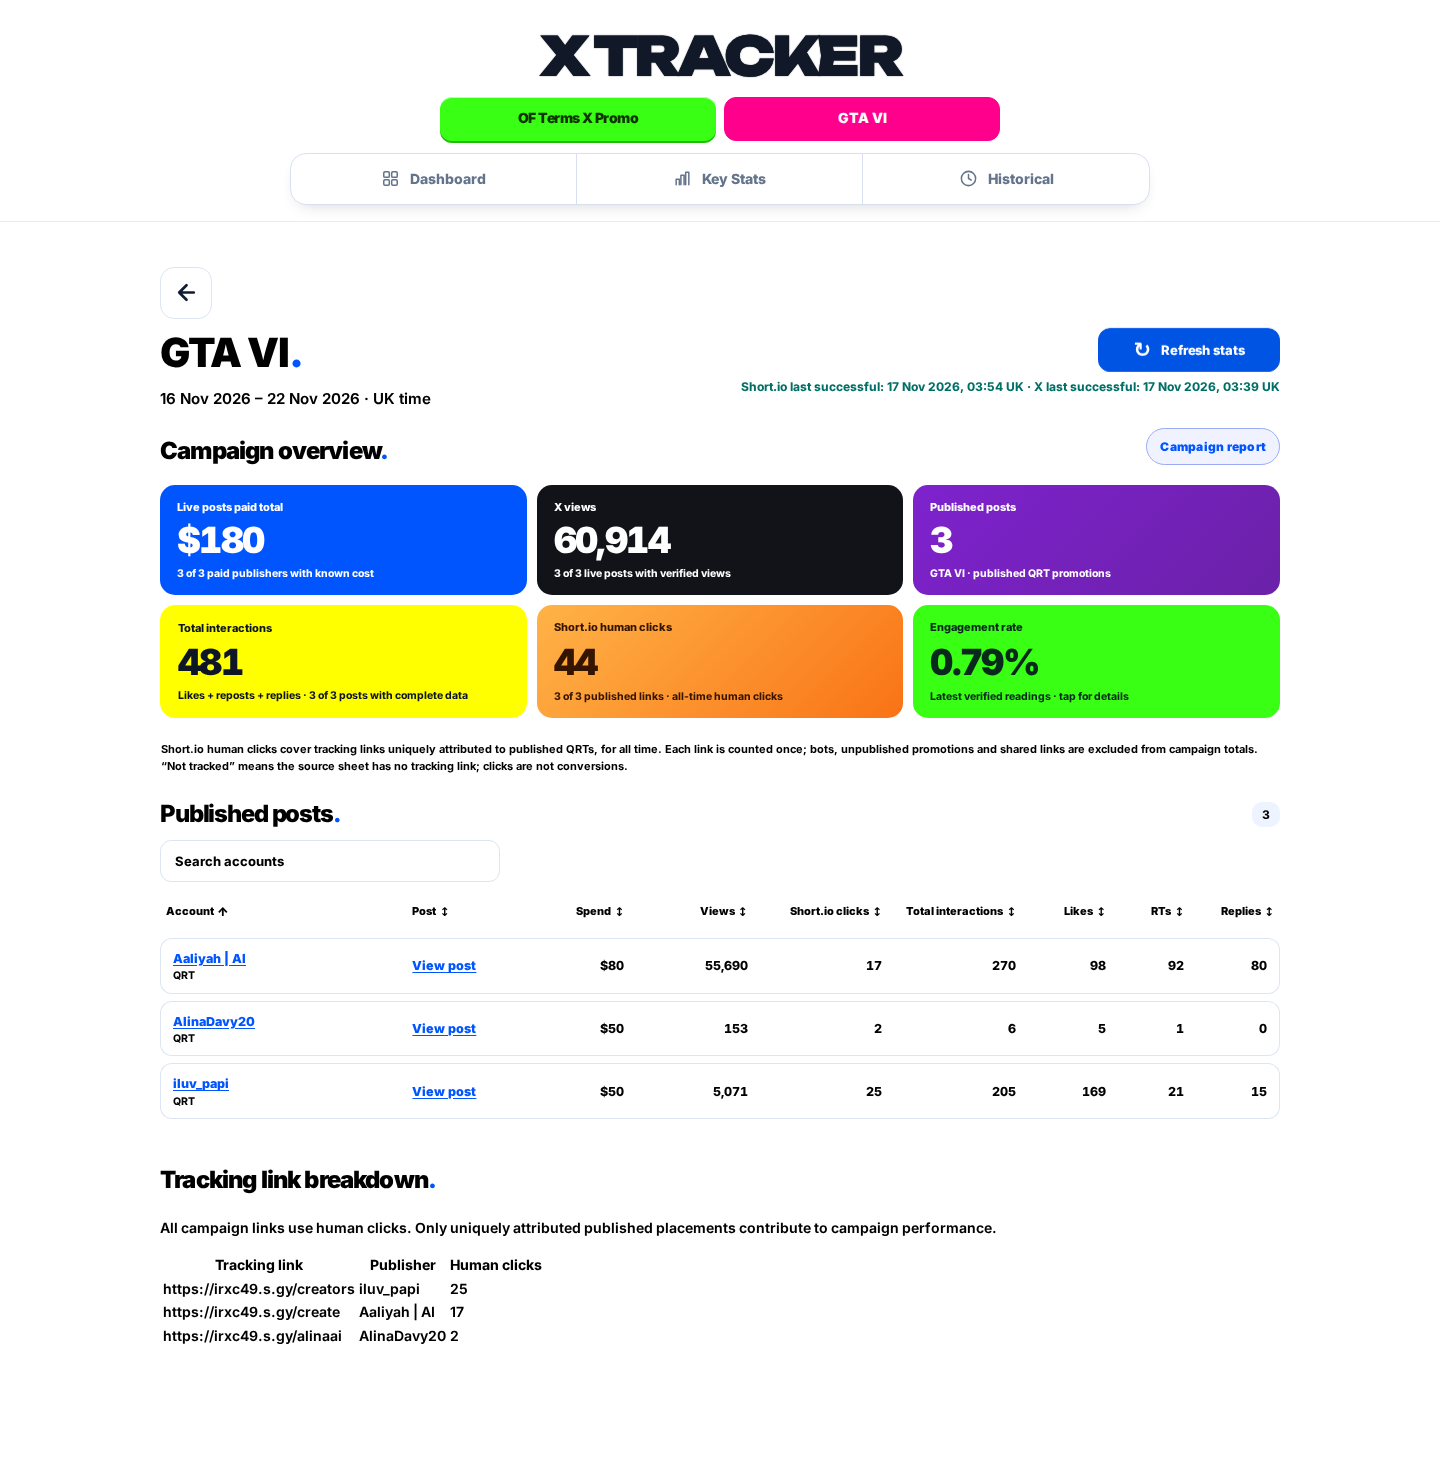 XTRACKER
OF Terms X Promo
GTA VI
Dashboard
Key Stats
Historical
GTA VI.
Refresh stats
Short.io last successful: 17 Nov 2026, 03:54 UK · X last successful: 17 Nov 2026, 03:39 UK
16 Nov 2026 – 22 Nov 2026 · UK time
Campaign overview.
Campaign report
Live posts paid total
$180
3 of 3 paid publishers with known cost
X views
60,914
3 of 3 live posts with verified views
Published posts
3
GTA VI · published QRT promotions
Total interactions
481
Likes + reposts + replies · 3 of 3 posts with complete data
Short.io human clicks
44
3 of 3 published links · all-time human clicks
Engagement rate
0.79%
Latest verified readings · tap for details
Short.io human clicks cover tracking links uniquely attributed to published QRTs, for all time. Each link is counted once; bots, unpublished promotions and shared links are excluded from campaign totals.
“Not tracked” means the source sheet has no tracking link; clicks are not conversions.
Published posts.
3
Search accounts
Account ↑ Post ↕ Spend ↕ Views ↕ Short.io clicks ↕ Total interactions ↕ Likes ↕ RTs ↕ Replies ↕
Aaliyah | AI
QRT
View post $80 55,690 17 270 98 92 80
AlinaDavy20
QRT
View post $50 153 2 6 5 1 0
iluv_papi
QRT
View post $50 5,071 25 205 169 21 15
Tracking link breakdown.
All campaign links use human clicks. Only uniquely attributed published placements contribute to campaign performance.
Tracking link Publisher Human clicks
https://irxc49.s.gy/creators iluv_papi 25
https://irxc49.s.gy/create Aaliyah | AI 17
https://irxc49.s.gy/alinaai AlinaDavy20 2